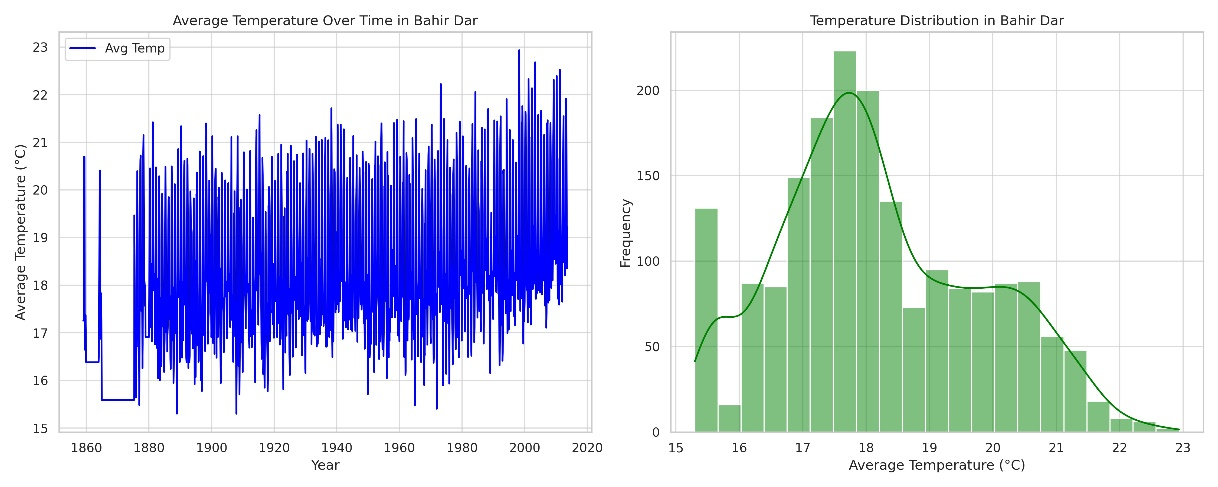 Average Temperature Over Time in Bahir Dar
Avg Temp
23
22
21
20
19
18
17
16
15
Average Temperature (°C)
1860 1880 1900 1920 1940 1960 1980 2000 2020
Year
Temperature Distribution in Bahir Dar
200
150
100
50
0
Frequency
15 16 17 18 19 20 21 22 23
Average Temperature (°C)